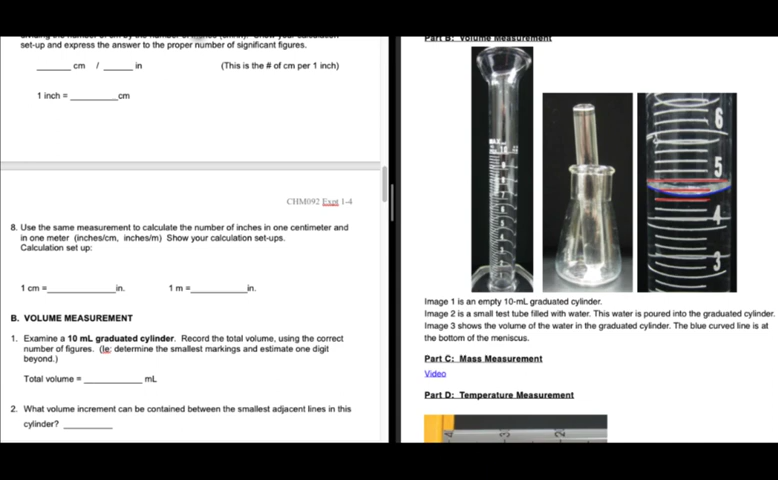 set-up and express the answer to the proper number of significant figures.
______ cm / ______ in (This is the # of cm per 1 inch)
1 inch = __________cm
CHM092 Expt 1-4
8. Use the same measurement to calculate the number of inches in one centimeter and
in one meter (inches/cm, inches/m) Show your calculation set-ups.
Calculation set up:
1 cm =______________in. 1 m =____________in.
B. VOLUME MEASUREMENT
1. Examine a 10 mL graduated cylinder. Record the total volume, using the correct
number of figures. (Ie; determine the smallest markings and estimate one digit
beyond.)
Total volume = ____________ mL
2. What volume increment can be contained between the smallest adjacent lines in this
cylinder? __________
Part B: Volume Measurement
6
5
4
3
Image 1 is an empty 10-mL graduated cylinder.
Image 2 is a small test tube filled with water. This water is poured into the graduated cylinder.
Image 3 shows the volume of the water in the graduated cylinder. The blue curved line is at
the bottom of the meniscus.
Part C: Mass Measurement
Video
Part D: Temperature Measurement